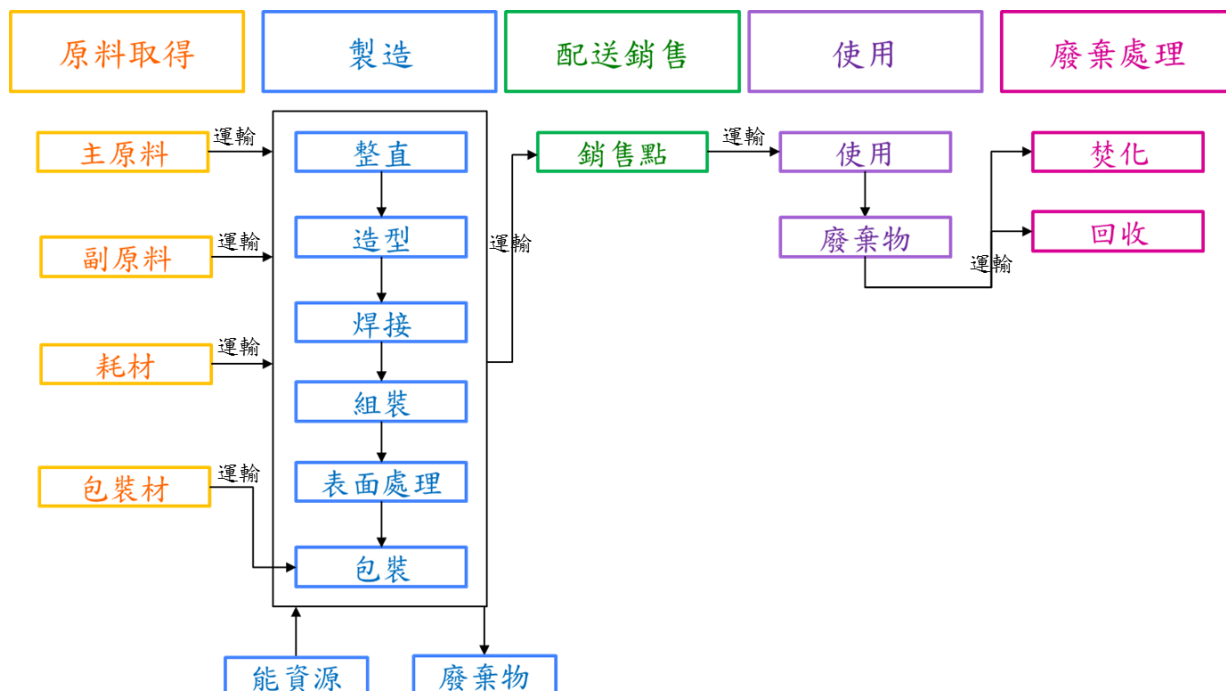 原料取得
製造
配送銷售
使用
廢棄處理
主原料
運輸
副原料
運輸
耗材
運輸
包裝材
運輸
整直
造型
焊接
組裝
表面處理
包裝
能資源
廢棄物
運輸
銷售點
運輸
使用
廢棄物
運輸
焚化
回收